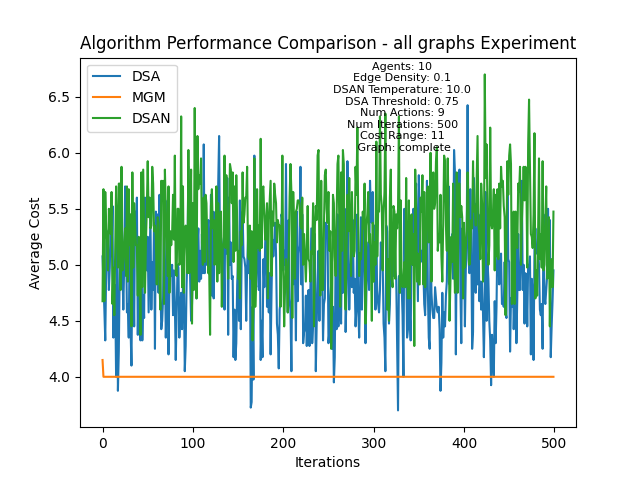 Algorithm Performance Comparison - all graphs Experiment
DSA
MGM
DSAN
Agents: 10
Edge Density: 0.1
DSAN Temperature: 10.0
DSA Threshold: 0.75
Num Actions: 9
Num Iterations: 500
Cost Range: 11
Graph: complete
Average Cost
6.5
6.0
5.5
5.0
4.5
4.0
0 100 200 300 400 500
Iterations